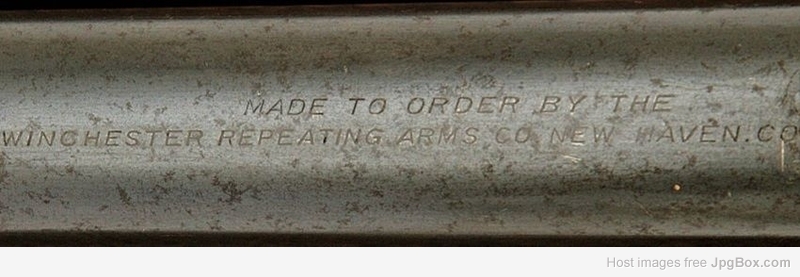 MADE TO ORDER BY THE
WINCHESTER REPEATING ARMS CO. NEW HAVEN. CO
Host images free JpgBox.com